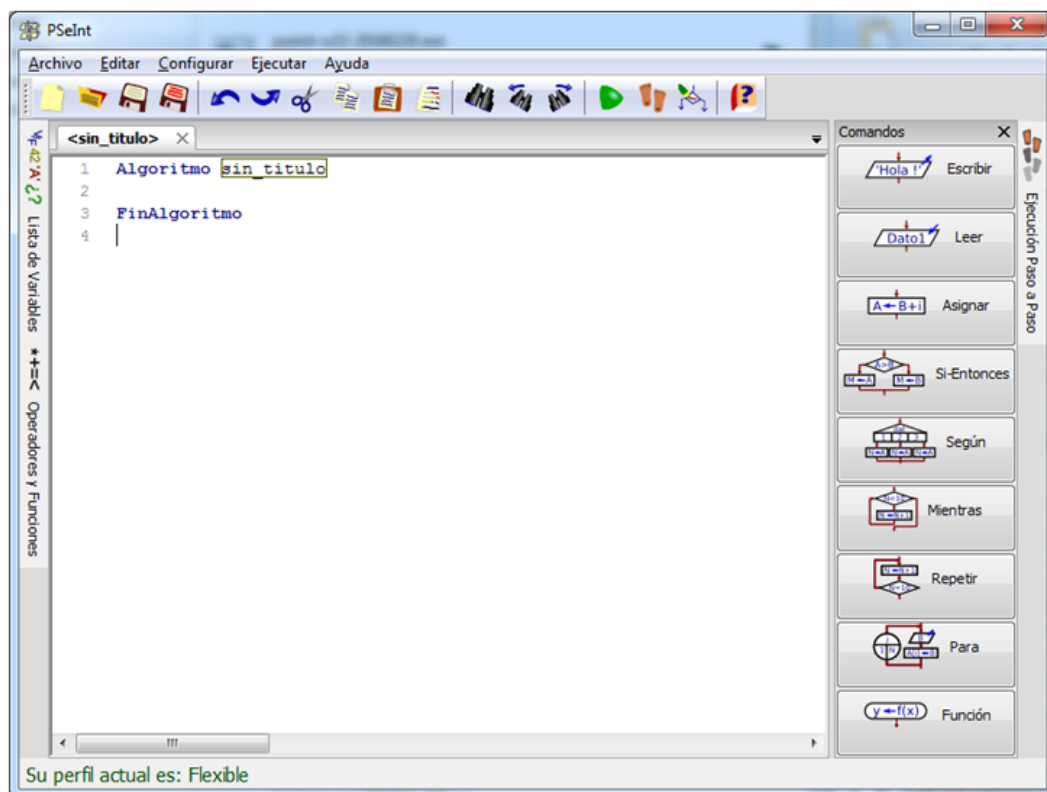 PSeInt
Archivo Editar Configurar Ejecutar Ayuda
<sin_titulo>
Comandos
1 Algoritmo sin_titulo
2
3 FinAlgoritmo
4
42 'A' ¿? Lista de Variables
*+=< Operadores y Funciones
'Hola !' Escribir
Dato1 Leer
A←B+i Asignar
A>B M←A M←B Si-Entonces
Según
Mientras
Repetir
Para
y←f(x) Función
Ejecución Paso a Paso
Su perfil actual es: Flexible